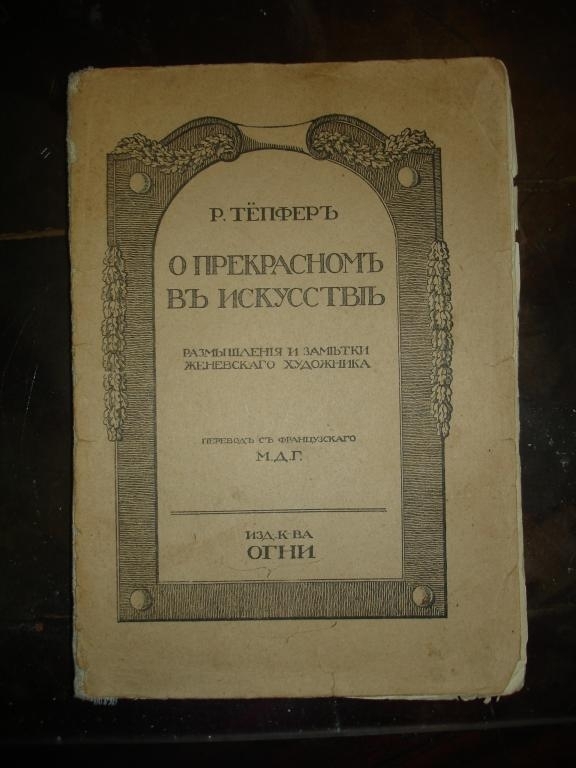 Р. ТЁПФЕРЪ
О ПРЕКРАСНОМЪ
ВЪ ИСКУССТВѢ
РАЗМЫШЛЕНІЯ И ЗАМѢТКИ
ЖЕНЕВСКАГО ХУДОЖНИКА
ПЕРЕВОДЪ СЪ ФРАНЦУЗСКАГО
М. Д. Г.
ИЗД. К-ВА
ОГНИ